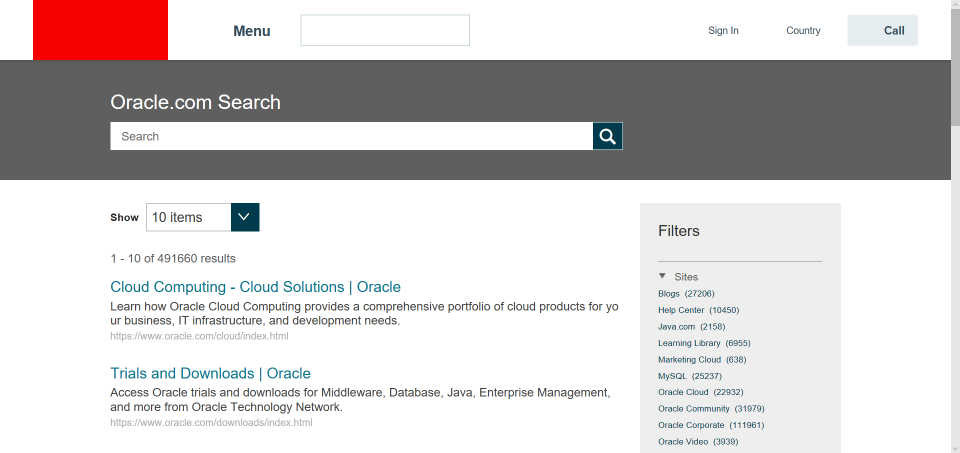 Menu
Sign In
Country
Call
Oracle.com Search
Search
Show
10 items
1 - 10 of 491660 results
Cloud Computing - Cloud Solutions | Oracle
Learn how Oracle Cloud Computing provides a comprehensive portfolio of cloud products for yo
ur business, IT infrastructure, and development needs.
https://www.oracle.com/cloud/index.html
Trials and Downloads | Oracle
Access Oracle trials and downloads for Middleware, Database, Java, Enterprise Management,
and more from Oracle Technology Network.
https://www.oracle.com/downloads/index.html
Filters
Sites
Blogs (27206)
Help Center (10450)
Java.com (2158)
Learning Library (6955)
Marketing Cloud (638)
MySQL (25237)
Oracle Cloud (22932)
Oracle Community (31979)
Oracle Corporate (111961)
Oracle Video (3939)